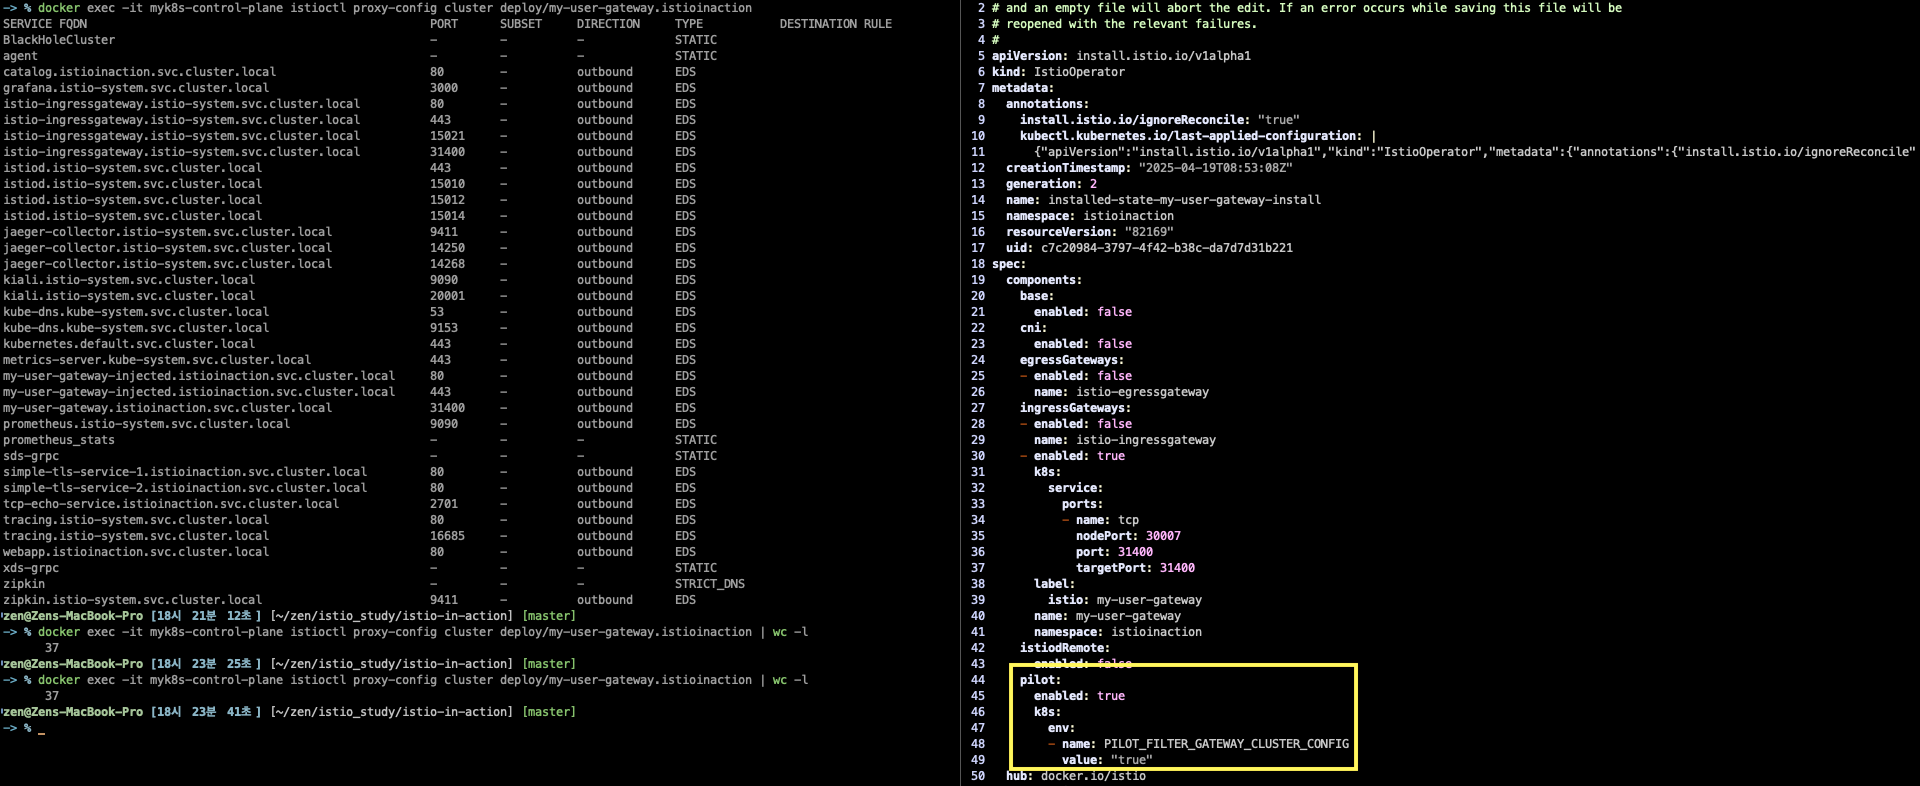 -> % docker exec -it myk8s-control-plane istioctl proxy-config cluster deploy/my-user-gateway.istioinaction
SERVICE FQDN PORT SUBSET DIRECTION TYPE DESTINATION RULE
BlackHoleCluster - - - STATIC
agent - - - STATIC
catalog.istioinaction.svc.cluster.local 80 - outbound EDS
grafana.istio-system.svc.cluster.local 3000 - outbound EDS
istio-ingressgateway.istio-system.svc.cluster.local 80 - outbound EDS
istio-ingressgateway.istio-system.svc.cluster.local 443 - outbound EDS
istio-ingressgateway.istio-system.svc.cluster.local 15021 - outbound EDS
istio-ingressgateway.istio-system.svc.cluster.local 31400 - outbound EDS
istiod.istio-system.svc.cluster.local 443 - outbound EDS
istiod.istio-system.svc.cluster.local 15010 - outbound EDS
istiod.istio-system.svc.cluster.local 15012 - outbound EDS
istiod.istio-system.svc.cluster.local 15014 - outbound EDS
jaeger-collector.istio-system.svc.cluster.local 9411 - outbound EDS
jaeger-collector.istio-system.svc.cluster.local 14250 - outbound EDS
jaeger-collector.istio-system.svc.cluster.local 14268 - outbound EDS
kiali.istio-system.svc.cluster.local 9090 - outbound EDS
kiali.istio-system.svc.cluster.local 20001 - outbound EDS
kube-dns.kube-system.svc.cluster.local 53 - outbound EDS
kube-dns.kube-system.svc.cluster.local 9153 - outbound EDS
kubernetes.default.svc.cluster.local 443 - outbound EDS
metrics-server.kube-system.svc.cluster.local 443 - outbound EDS
my-user-gateway-injected.istioinaction.svc.cluster.local 80 - outbound EDS
my-user-gateway-injected.istioinaction.svc.cluster.local 443 - outbound EDS
my-user-gateway.istioinaction.svc.cluster.local 31400 - outbound EDS
prometheus.istio-system.svc.cluster.local 9090 - outbound EDS
prometheus_stats - - - STATIC
sds-grpc - - - STATIC
simple-tls-service-1.istioinaction.svc.cluster.local 80 - outbound EDS
simple-tls-service-2.istioinaction.svc.cluster.local 80 - outbound EDS
tcp-echo-service.istioinaction.svc.cluster.local 2701 - outbound EDS
tracing.istio-system.svc.cluster.local 80 - outbound EDS
tracing.istio-system.svc.cluster.local 16685 - outbound EDS
webapp.istioinaction.svc.cluster.local 80 - outbound EDS
xds-grpc - - - STATIC
zipkin - - - STRICT_DNS
zipkin.istio-system.svc.cluster.local 9411 - outbound EDS
zen@Zens-MacBook-Pro [18시 21분 12초] [~/zen/istio_study/istio-in-action] [master]
-> % docker exec -it myk8s-control-plane istioctl proxy-config cluster deploy/my-user-gateway.istioinaction | wc -l
37
zen@Zens-MacBook-Pro [18시 23분 25초] [~/zen/istio_study/istio-in-action] [master]
-> % docker exec -it myk8s-control-plane istioctl proxy-config cluster deploy/my-user-gateway.istioinaction | wc -l
37
zen@Zens-MacBook-Pro [18시 23분 41초] [~/zen/istio_study/istio-in-action] [master]
-> % _
2 # and an empty file will abort the edit. If an error occurs while saving this file will be
3 # reopened with the relevant failures.
4 #
5 apiVersion: install.istio.io/v1alpha1
6 kind: IstioOperator
7 metadata:
8 annotations:
9 install.istio.io/ignoreReconcile: "true"
10 kubectl.kubernetes.io/last-applied-configuration: |
11 {"apiVersion":"install.istio.io/v1alpha1","kind":"IstioOperator","metadata":{"annotations":{"install.istio.io/ignoreReconcile"
12 creationTimestamp: "2025-04-19T08:53:08Z"
13 generation: 2
14 name: installed-state-my-user-gateway-install
15 namespace: istioinaction
16 resourceVersion: "82169"
17 uid: c7c20984-3797-4f42-b38c-da7d7d31b221
18 spec:
19 components:
20 base:
21 enabled: false
22 cni:
23 enabled: false
24 egressGateways:
25 - enabled: false
26 name: istio-egressgateway
27 ingressGateways:
28 - enabled: false
29 name: istio-ingressgateway
30 - enabled: true
31 k8s:
32 service:
33 ports:
34 - name: tcp
35 nodePort: 30007
36 port: 31400
37 targetPort: 31400
38 label:
39 istio: my-user-gateway
40 name: my-user-gateway
41 namespace: istioinaction
42 istiodRemote:
43 enabled: false
44 pilot:
45 enabled: true
46 k8s:
47 env:
48 - name: PILOT_FILTER_GATEWAY_CLUSTER_CONFIG
49 value: "true"
50 hub: docker.io/istio